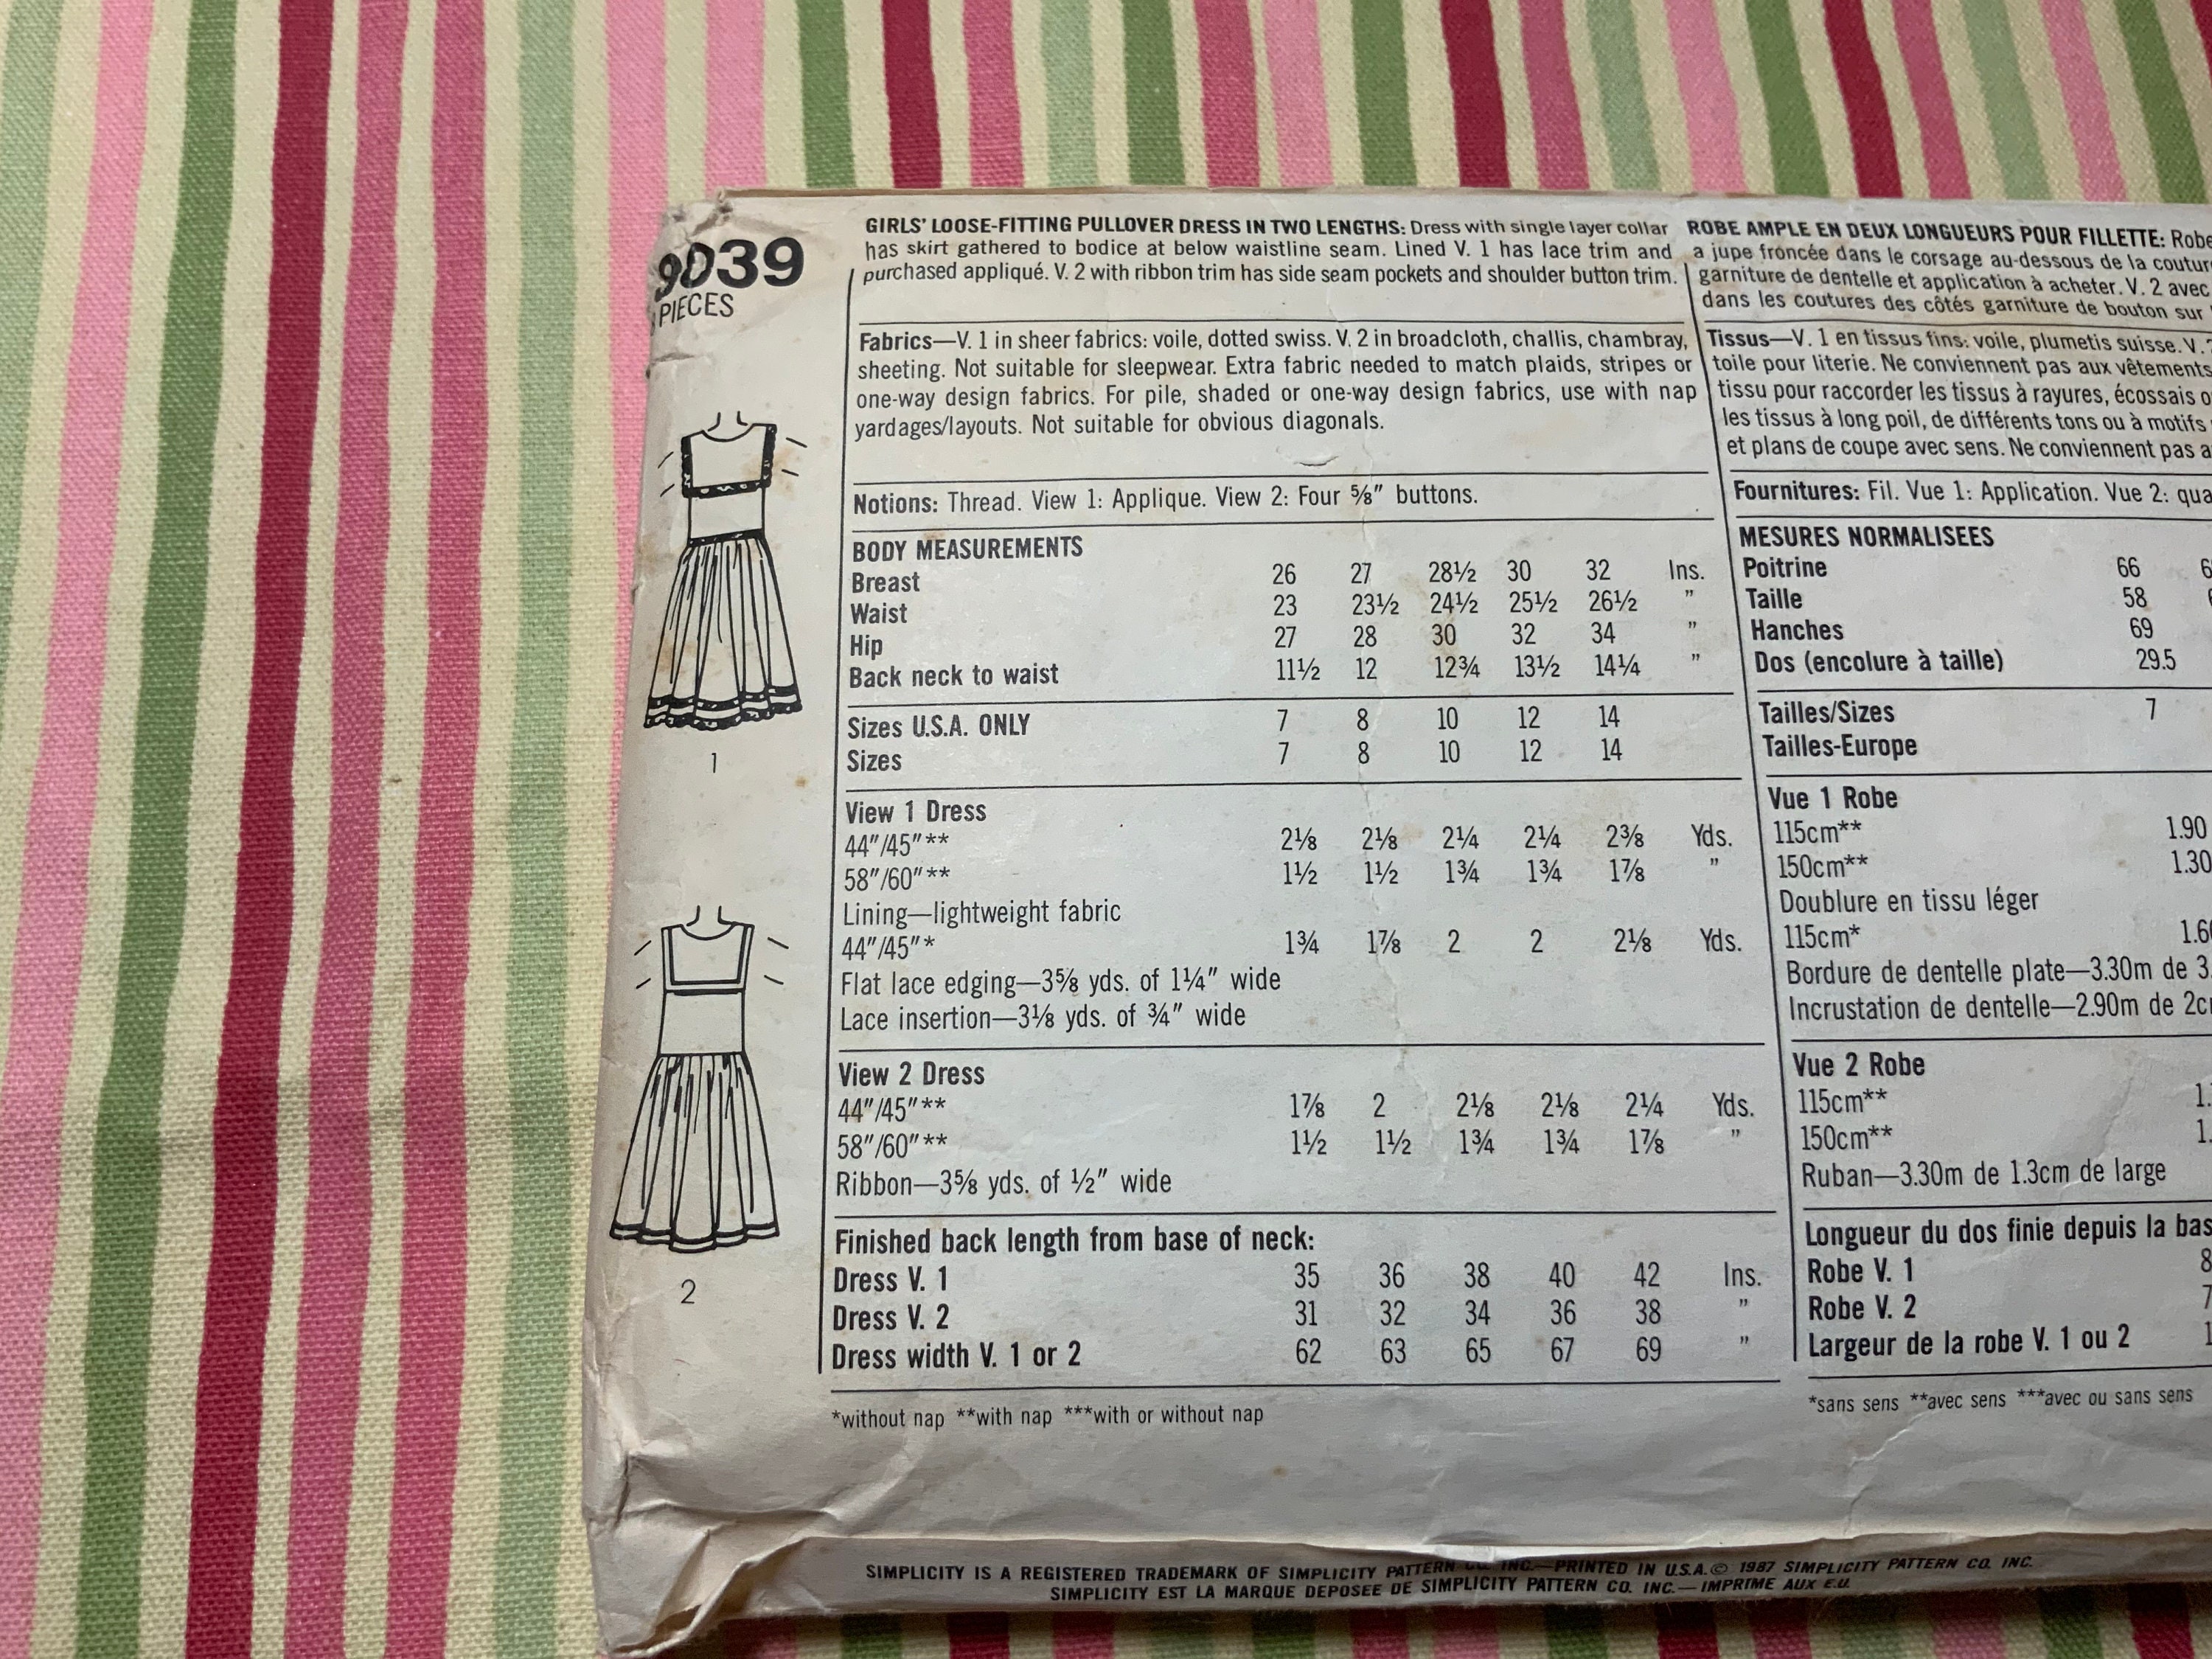 9039
PIECES
1
2
GIRLS' LOOSE-FITTING PULLOVER DRESS IN TWO LENGTHS: Dress with single layer collar
has skirt gathered to bodice at below waistline seam. Lined V. 1 has lace trim and
purchased appliqué. V. 2 with ribbon trim has side seam pockets and shoulder button trim.
Fabrics—V. 1 in sheer fabrics: voile, dotted swiss. V. 2 in broadcloth, challis, chambray,
sheeting. Not suitable for sleepwear. Extra fabric needed to match plaids, stripes or
one-way design fabrics. For pile, shaded or one-way design fabrics, use with nap
yardages/layouts. Not suitable for obvious diagonals.
Notions: Thread. View 1: Applique. View 2: Four ⅝″ buttons.
BODY MEASUREMENTS
Breast 26 27 28½ 30 32 Ins.
Waist 23 23½ 24½ 25½ 26½ ″
Hip 27 28 30 32 34 ″
Back neck to waist 11½ 12 12¾ 13½ 14¼ ″
Sizes U.S.A. ONLY 7 8 10 12 14
Sizes 7 8 10 12 14
View 1 Dress
44″/45″** 2⅛ 2⅛ 2¼ 2¼ 2⅜ Yds.
58″/60″** 1½ 1½ 1¾ 1¾ 1⅞ ″
Lining—lightweight fabric
44″/45″* 1¾ 1⅞ 2 2 2⅛ Yds.
Flat lace edging—3⅝ yds. of 1¼″ wide
Lace insertion—3⅛ yds. of ¾″ wide
View 2 Dress
44″/45″** 1⅞ 2 2⅛ 2⅛ 2¼ Yds.
58″/60″** 1½ 1½ 1¾ 1¾ 1⅞ ″
Ribbon—3⅝ yds. of ½″ wide
Finished back length from base of neck:
Dress V. 1 35 36 38 40 42 Ins.
Dress V. 2 31 32 34 36 38 ″
Dress width V. 1 or 2 62 63 65 67 69 ″
*without nap **with nap ***with or without nap
ROBE AMPLE EN DEUX LONGUEURS POUR FILLETTE: Robe
a jupe froncée dans le corsage au-dessous de la
garniture de dentelle et application à acheter. V. 2 avec
dans les coutures des côtés garniture de bouton sur
Tissus—V. 1 en tissus fins: voile, plumetis suisse. V.
toile pour literie. Ne conviennent pas aux vêtements
tissu pour raccorder les tissus à rayures, écossais
les tissus à long poil, de différents tons ou à motifs
et plans de coupe avec sens. Ne conviennent pas
Fournitures: Fil. Vue 1: Application. Vue 2:
MESURES NORMALISEES
Poitrine 66
Taille 58
Hanches 69
Dos (encolure à taille) 29.5
Tailles/Sizes 7
Tailles-Europe
Vue 1 Robe
115cm** 1.90
150cm** 1.30
Doublure en tissu léger
115cm*
Bordure de dentelle plate—3.30m de
Incrustation de dentelle—2.90m de
Vue 2 Robe
115cm**
150cm**
Ruban—3.30m de 1.3cm de large
Longueur du dos finie depuis la
Robe V. 1
Robe V. 2
Largeur de la robe V. 1 ou 2
*sans sens **avec sens ***avec ou sans sens
SIMPLICITY IS A REGISTERED TRADEMARK OF SIMPLICITY PATTERN CO. INC.—PRINTED IN U.S.A. © 1987 SIMPLICITY PATTERN CO. INC.
SIMPLICITY EST LA MARQUE DEPOSEE DE SIMPLICITY PATTERN CO. INC.—IMPRIME AUX E.U.